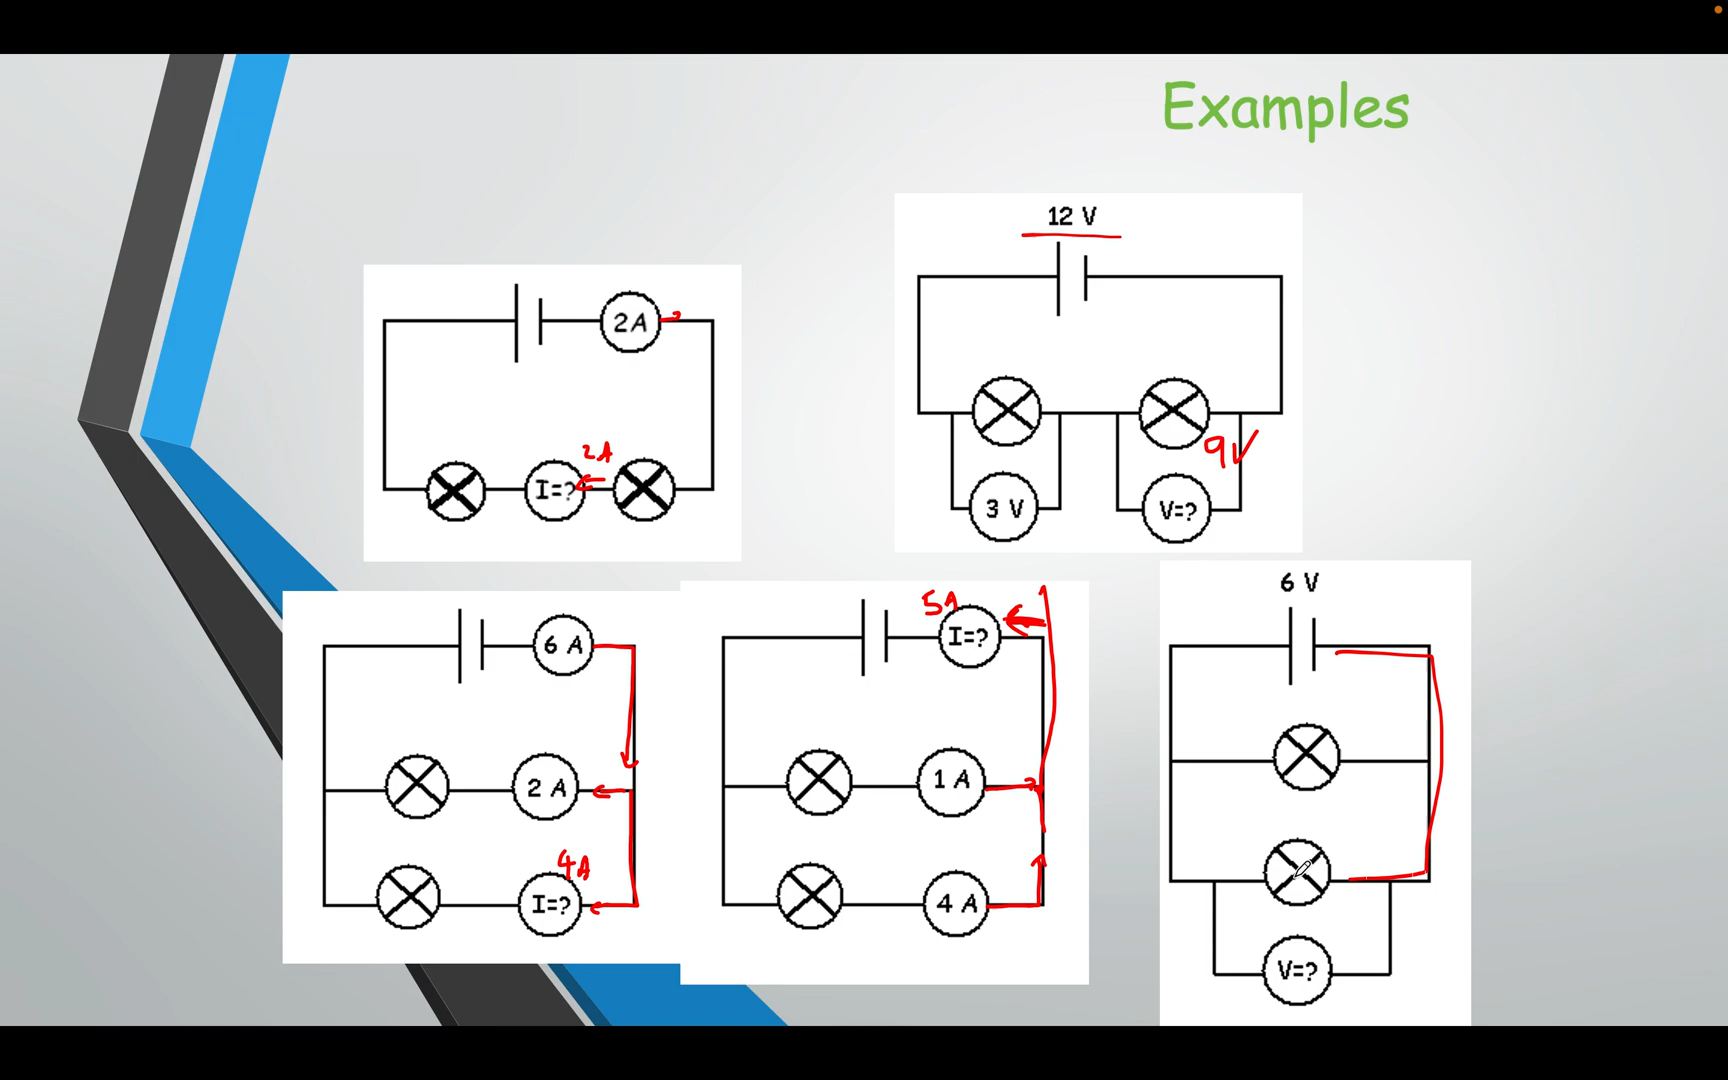 Examples
12 V
2A
2A
I=?
9V
3 V
V=?
6 A
2 A
4A
I=?
5A
I=?
1 A
4 A
6 V
V=?